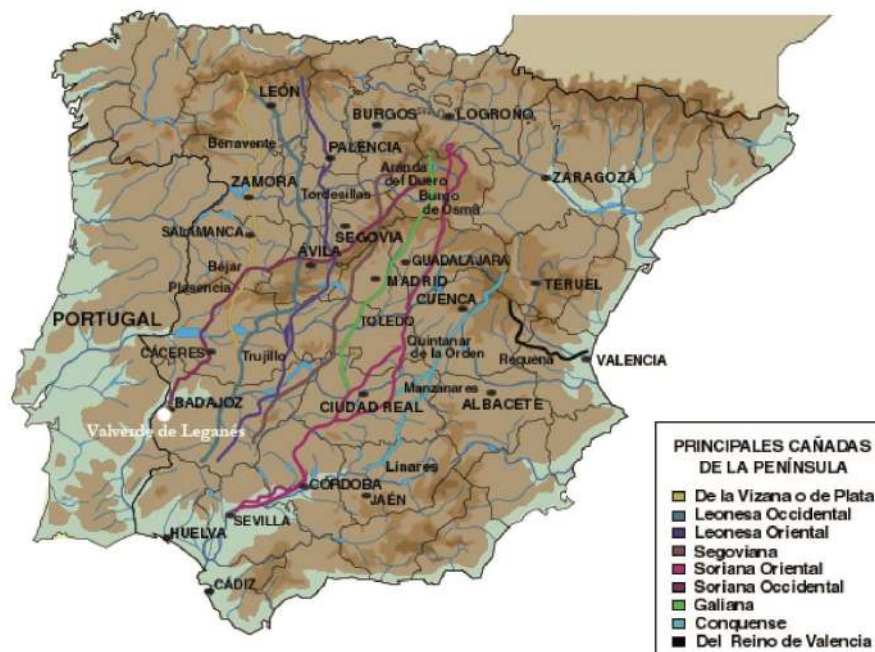 LEÓN
BURGOS
LOGROÑO
Benavente
PALENCIA
Aranda
del Duero
ZARAGOZA
ZAMORA
Tordesillas
Burgo
de Osma
SALAMANCA
SEGOVIA
ÁVILA
GUADALAJARA
Béjar
MADRID
Plasencia
TERUEL
CUENCA
PORTUGAL
TOLEDO
CÁCERES
Trujillo
Quintanar
de la Orden
Requena
VALENCIA
Manzanares
BADAJOZ
CIUDAD REAL
ALBACETE
Valverde de Leganés
Linares
CÓRDOBA
JAÉN
SEVILLA
HUELVA
CÁDIZ
PRINCIPALES CAÑADAS
DE LA PENÍNSULA
De la Vizana o de Plata
Leonesa Occidental
Leonesa Oriental
Segoviana
Soriana Oriental
Soriana Occidental
Galiana
Conquense
Del Reino de Valencia